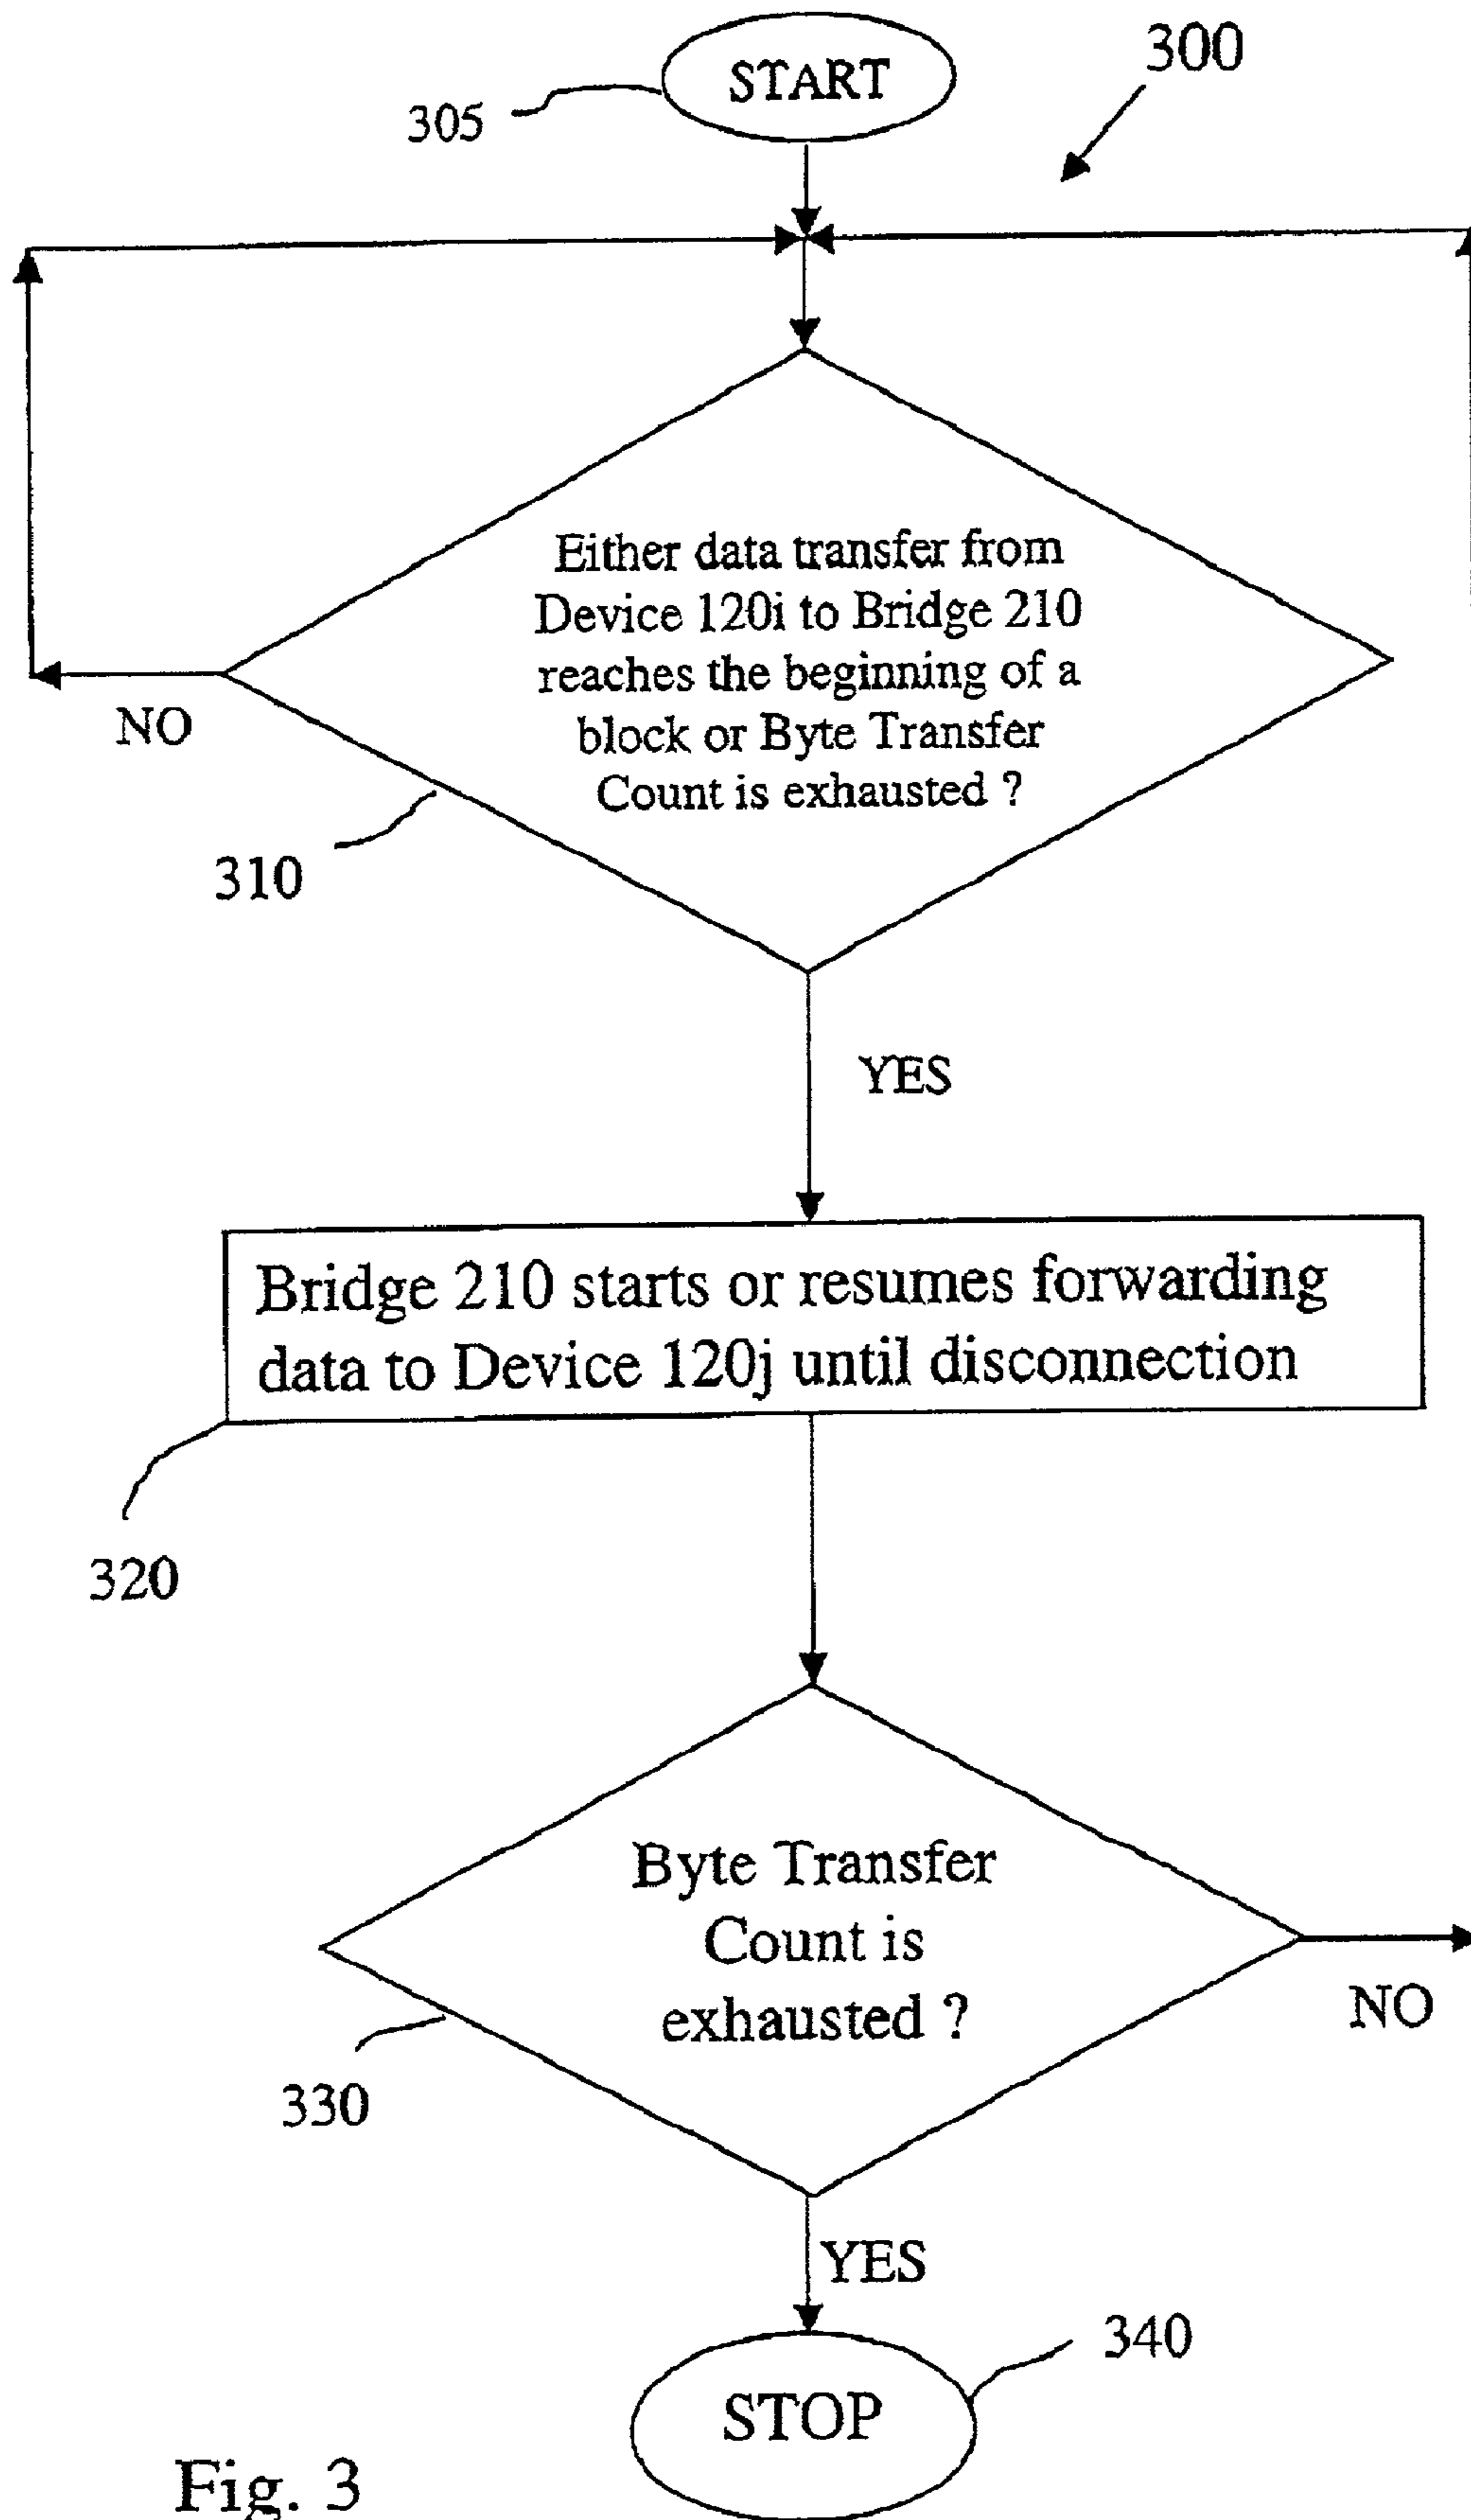 START
300
305
Either data transfer from
Device 120i to Bridge 210
reaches the beginning of a
block or Byte Transfer
Count is exhausted ?
NO
310
YES
Bridge 210 starts or resumes forwarding
data to Device 120j until disconnection
320
Byte Transfer
Count is
exhausted ?
NO
330
YES
340
STOP
Fig. 3